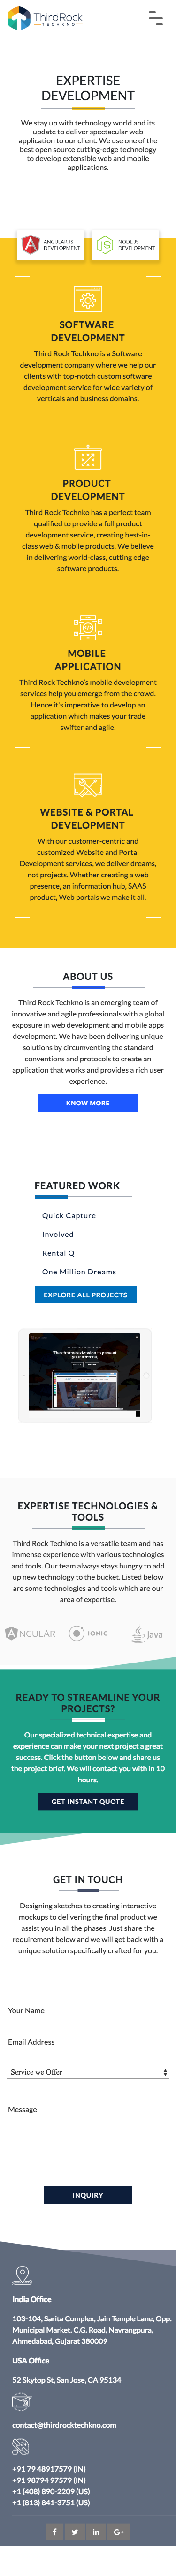 ThirdRock
TECHKNO
EXPERTISE
DEVELOPMENT
We stay up with technology world and its
update to deliver spectacular web
application to our client. We use one of the
best open source cutting-edge technology
to develop extensible web and mobile
applications.
ANGULAR JS
DEVELOPMENT
NODE JS
DEVELOPMENT
SOFTWARE
DEVELOPMENT
Third Rock Techkno is a Software
development company where we help our
clients with top-notch custom software
development service for wide variety of
verticals and business domains.
PRODUCT
DEVELOPMENT
Third Rock Techkno has a perfect team
qualified to provide a full product
development service, creating best-in-
class web & mobile products. We believe
in delivering world-class, cutting edge
software products.
MOBILE
APPLICATION
Third Rock Techkno's mobile development
services help you emerge from the crowd.
Hence it's imperative to develop an
application which makes your trade
swifter and agile.
WEBSITE & PORTAL
DEVELOPMENT
With our customer-centric and
customized Website and Portal
Development services, we deliver dreams,
not projects. Whether creating a web
presence, an information hub, SAAS
product, Web portals we make it all.
ABOUT US
Third Rock Techkno is an emerging team of
innovative and agile professionals with a global
exposure in web development and mobile apps
development. We have been delivering unique
solutions by circumventing the standard
conventions and protocols to create an
application that works and provides a rich user
experience.
KNOW MORE
FEATURED WORK
Quick Capture
Involved
Rental Q
One Million Dreams
EXPLORE ALL PROJECTS
EXPERTISE TECHNOLOGIES &
TOOLS
Third Rock Techkno is a versatile team and has
immense experience with various technologies
and tools. Our team always stays hungry to add
up new technology to the bucket. Listed below
are some technologies and tools which are our
area of expertise.
ANGULAR
IONIC
Java
READY TO STREAMLINE YOUR
PROJECTS?
Our specialized technical expertise and
experience can make your next project a great
success. Click the button below and share us
the project brief. We will contact you with in 10
hours.
GET INSTANT QUOTE
GET IN TOUCH
Designing sketches to creating interactive
mockups to delivering the final product we
assist you in all the phases. Just share the
requirement below and we will get back with a
unique solution specifically crafted for you.
Your Name
Email Address
Service we Offer
Message
INQUIRY
India Office
103-104, Sarita Complex, Jain Temple Lane, Opp.
Municipal Market, C.G. Road, Navrangpura,
Ahmedabad, Gujarat 380009
USA Office
52 Skytop St, San Jose, CA 95134
contact@thirdrocktechkno.com
+91 79 48917579 (IN)
+91 98794 97579 (IN)
+1 (408) 890-2209 (US)
+1 (813) 841-3751 (US)